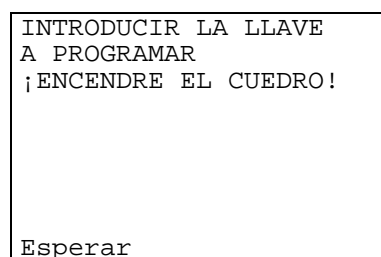 INTRODUCIR LA LLAVE
A PROGRAMAR
¡ENCENDRE EL CUEDRO!
Esperar